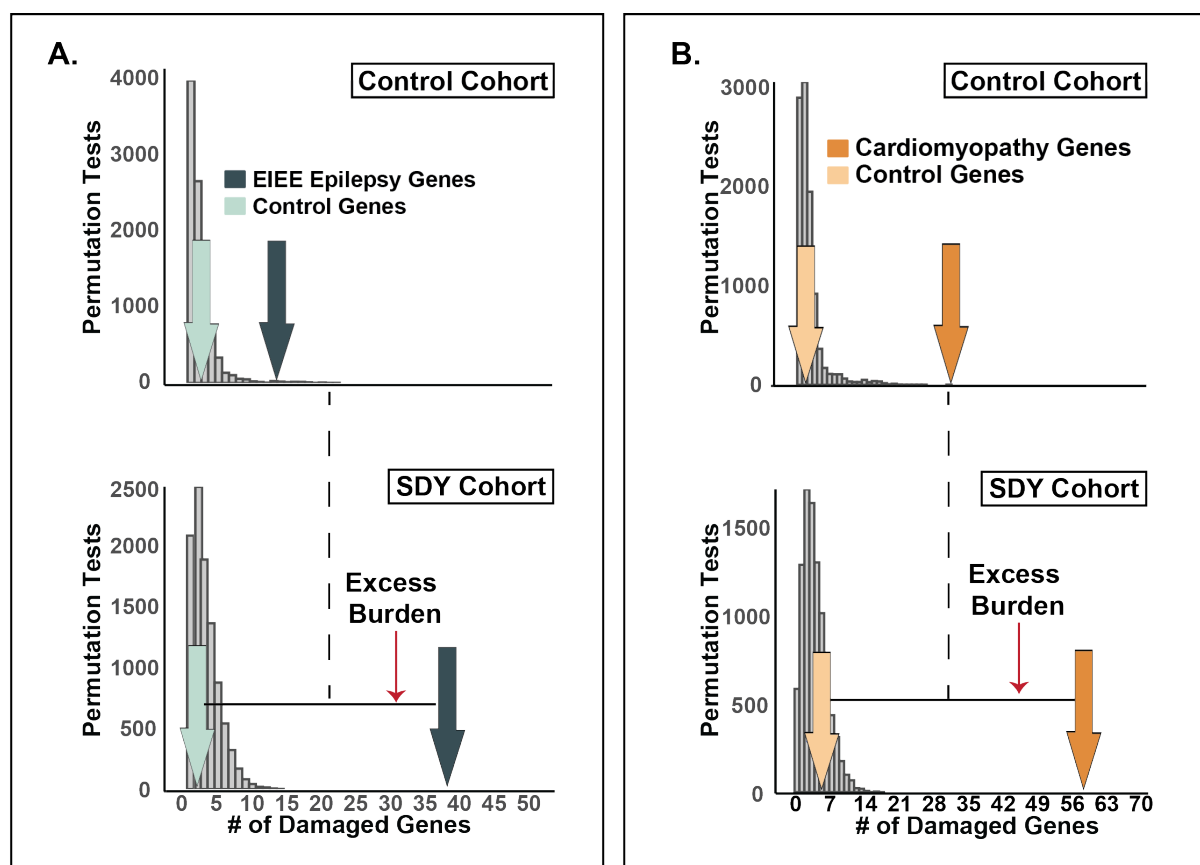 A.
Control Cohort
4000
3000
2000
1000
0
Permutation Tests
EIEE Epilepsy Genes
Control Genes
SDY Cohort
2500
2000
1500
1000
500
0
Permutation Tests
Excess
Burden
0 5 10 15 20 25 30 35 40 45 50
# of Damaged Genes
B.
Control Cohort
3000
2000
1000
0
Permutation Tests
Cardiomyopathy Genes
Control Genes
SDY Cohort
1500
1000
500
0
Permutation Tests
Excess
Burden
0 7 14 21 28 35 42 49 56 63 70
# of Damaged Genes